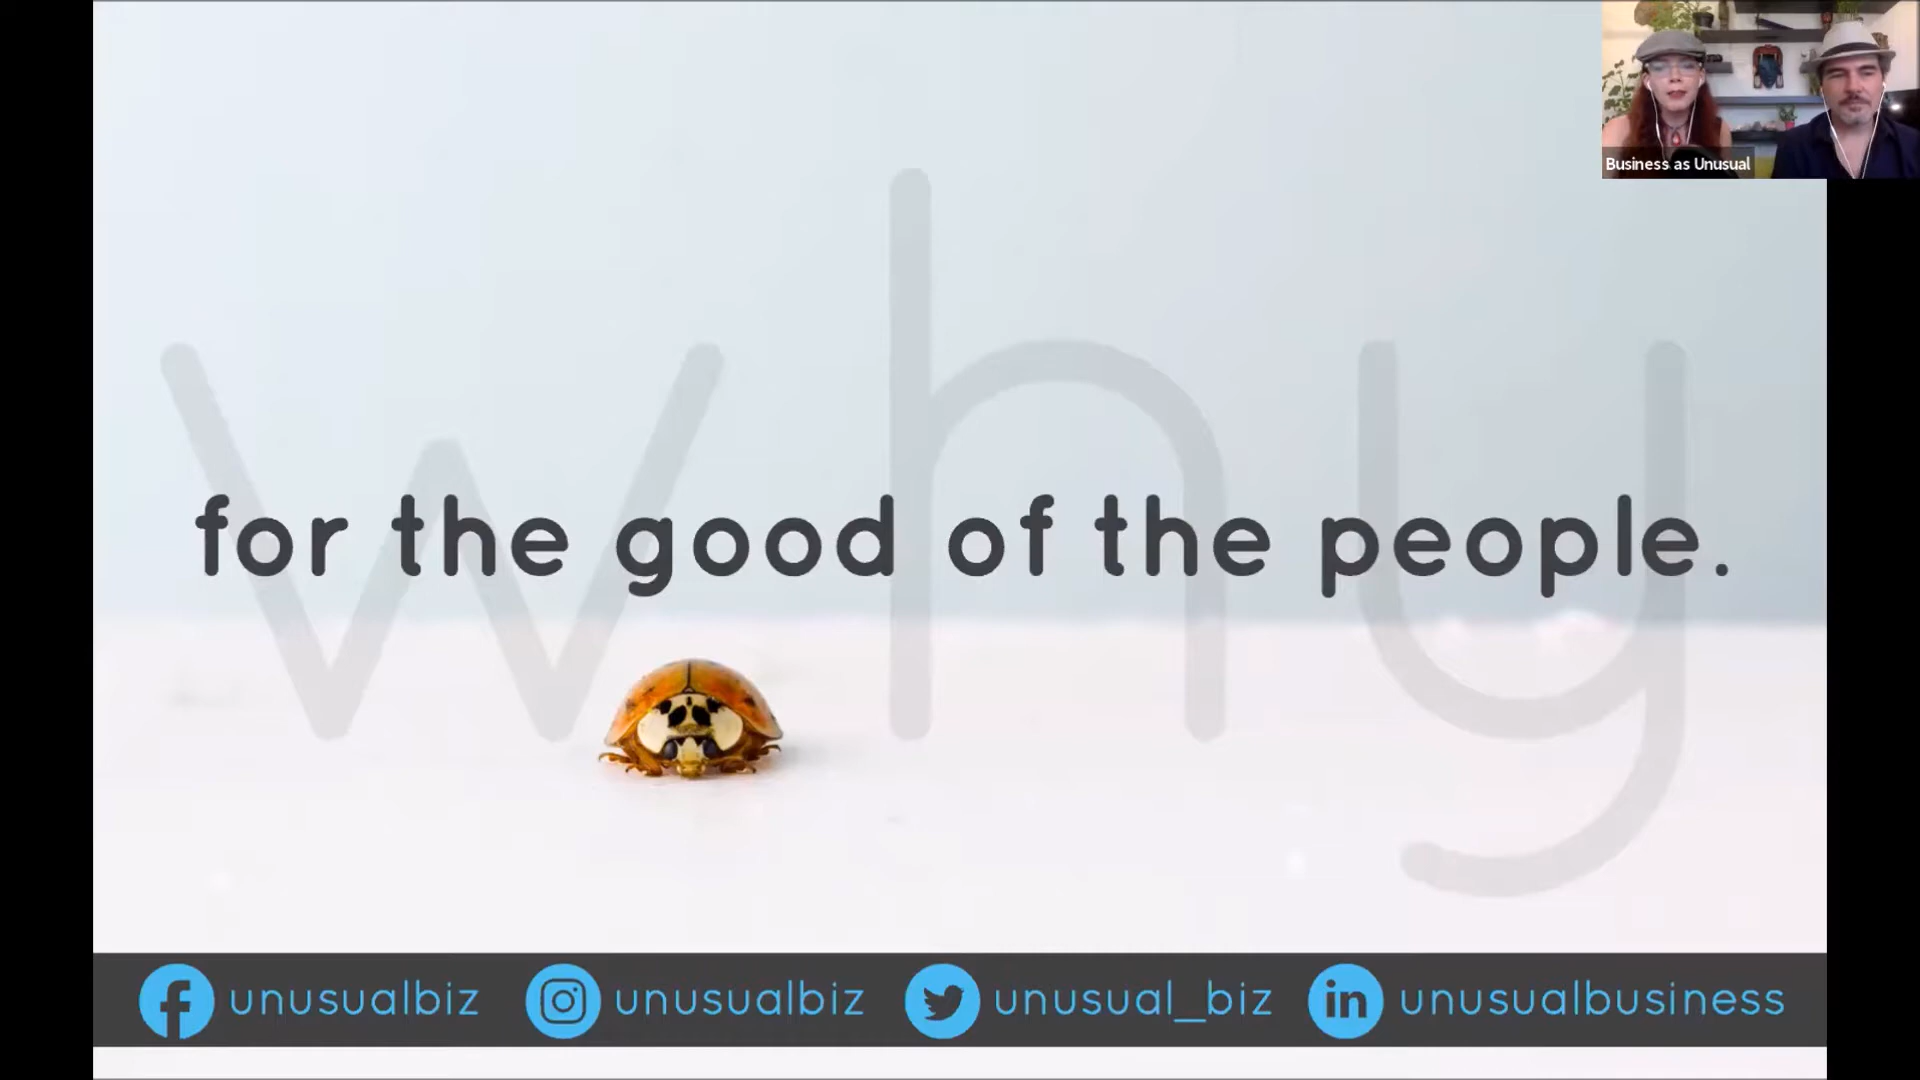 Business as Unusual
why
for the good of the people.
unusualbiz unusualbiz unusual_biz unusualbusiness